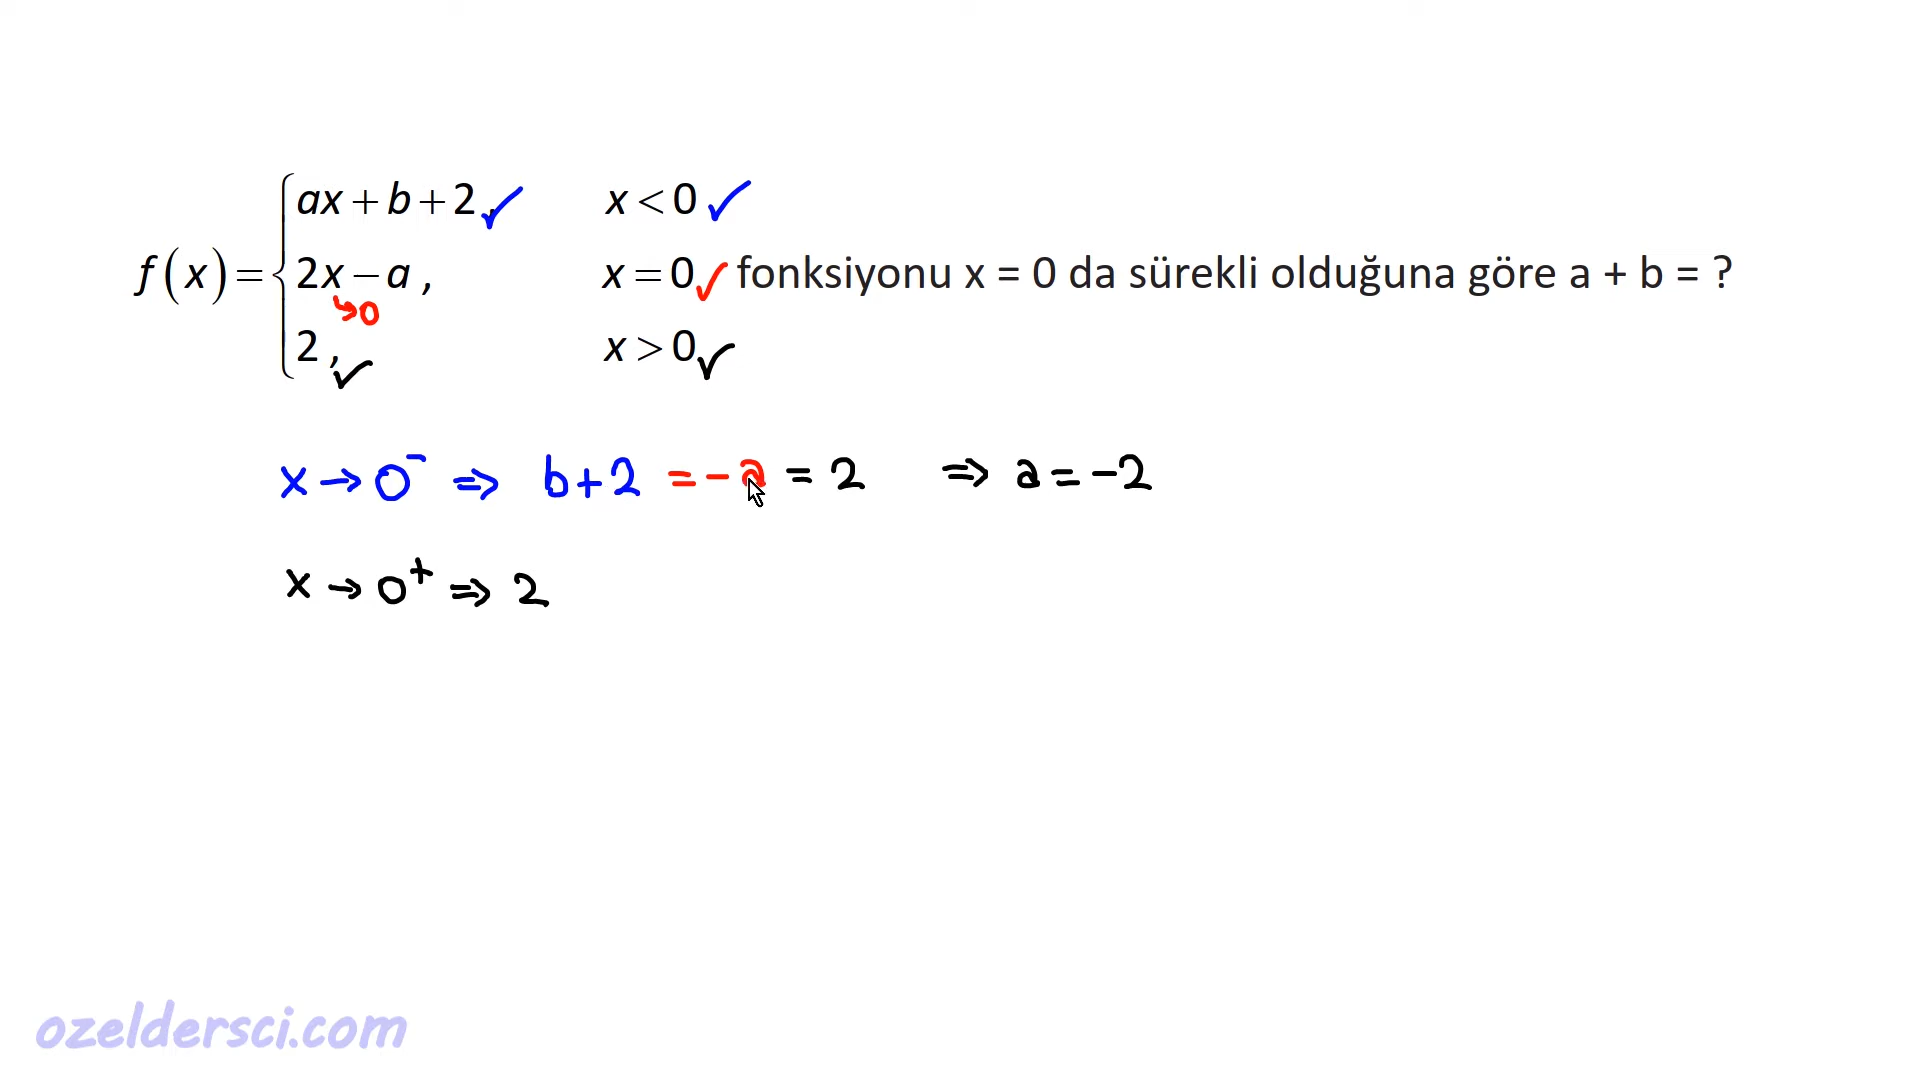 ax + b + 2, ✓ x < 0 ✓
f(x) = { 2x − a , x = 0 ✓ fonksiyonu x = 0 da sürekli olduğuna göre a + b = ?
↪ 0
2 , ✓ x > 0 ✓
x → 0⁻ ⇒ b + 2 = − a = 2 ⇒ a = −2
x → 0⁺ ⇒ 2
ozeldersci.com